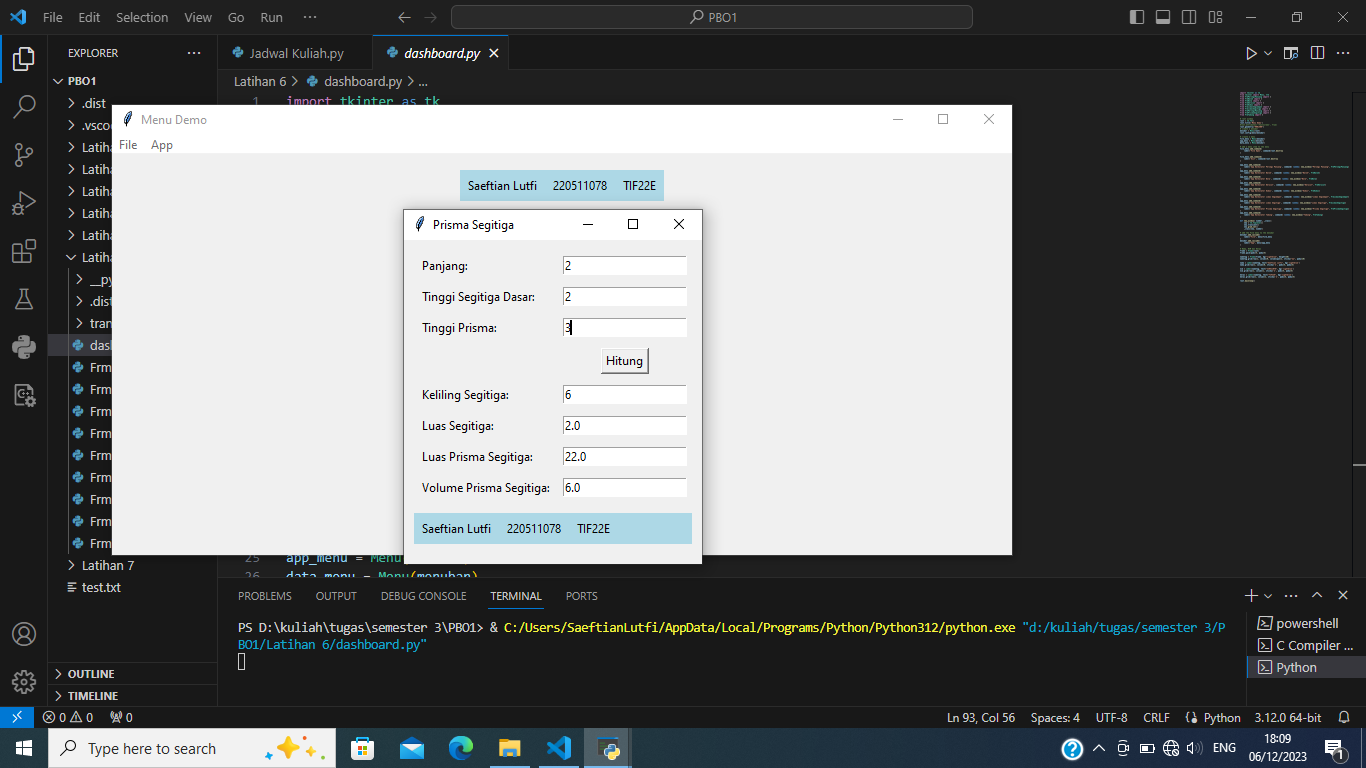 File Edit Selection View Go Run ··· PBO1
EXPLORER ···
Jadwal Kuliah.py
dashboard.py
PBO1
Latihan 6 > dashboard.py > ...
.dist
1 import tkinter as tk
.vscod
Menu Demo
File App
Latiha
Latiha
Latiha
Latiha
Latiha
Latiha
__py
.dist
tran
dash
Frm
Frm
Frm
Frm
Frm
Frm
Frm
Frm
Frm
Saeftian Lutfi 220511078 TIF22E
Prisma Segitiga
Panjang: 2
Tinggi Segitiga Dasar: 2
Tinggi Prisma: 3
Hitung
Keliling Segitiga: 6
Luas Segitiga: 2.0
Luas Prisma Segitiga: 22.0
Volume Prisma Segitiga: 6.0
Saeftian Lutfi 220511078 TIF22E
25 app_menu = Menu
26 data_menu = Menu(menubar)
Latihan 7
test.txt
PROBLEMS OUTPUT DEBUG CONSOLE TERMINAL PORTS
PS D:\kuliah\tugas\semester 3\PBO1> & C:/Users/SaeftianLutfi/AppData/Local/Programs/Python/Python312/python.exe "d:/kuliah/tugas/semester 3/P
BO1/Latihan 6/dashboard.py"
powershell
C Compiler ...
Python
OUTLINE
TIMELINE
0 0 0 Ln 93, Col 56 Spaces: 4 UTF-8 CRLF Python 3.12.0 64-bit
Type here to search
ENG
18:09
06/12/2023
1